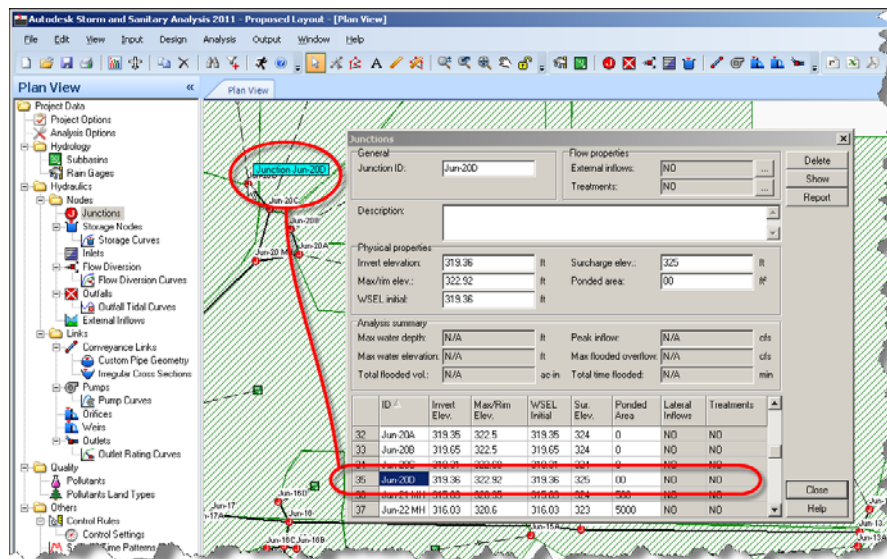 Autodesk Storm and Sanitary Analysis 2011 - Proposed Layout - [Plan View]
File Edit View Input Design Analysis Output Window Help
Plan View
Plan View
Project Data
Project Options
Analysis Options
Hydrology
Subbasins
Rain Gages
Hydraulics
Nodes
Junctions
Storage Nodes
Storage Curves
Inlets
Flow Diversion
Flow Diversion Curves
Outfalls
Outfall Tidal Curves
External Inflows
Links
Conveyance Links
Custom Pipe Geometry
Irregular Cross Sections
Pumps
Pump Curves
Orifices
Weirs
Outlets
Outlet Rating Curves
Quality
Pollutants
Pollutants Land Types
Others
Control Rules
Control Settings
Time Patterns
Junction Jun-20D
Jun-20C
Jun-20B
Jun-20A
Jun-20 M
Jun-16D
Jun-17
Jun-16
Jun-16C
Jun-16B
Jun-15A
Junctions
General
Junction ID: Jun-20D
Flow properties
External inflows: NO ...
Treatments: NO ...
Delete
Show
Report
Description:
Physical properties
Invert elevation: 319.36 ft Surcharge elev.: 325 ft
Max/rim elev.: 322.92 ft Ponded area: 00 ft²
WSEL initial: 319.36 ft
Analysis summary
Max water depth: N/A ft Peak inflow: N/A cfs
Max water elevation: N/A ft Max flooded overflow: N/A cfs
Total flooded vol.: N/A ac-in Total time flooded: N/A min
ID Invert Elev. Max/Rim Elev. WSEL Initial Sur. Elev. Ponded Area Lateral Inflows Treatments
32 Jun-20A 319.35 322.5 319.35 324 0 NO NO
33 Jun-20B 319.65 322.5 319.65 324 0 NO NO
35 Jun-20D 319.36 322.92 319.36 325 00 NO NO
37 Jun-22 MH 316.03 320.6 316.03 323 5000 NO NO
Close
Help